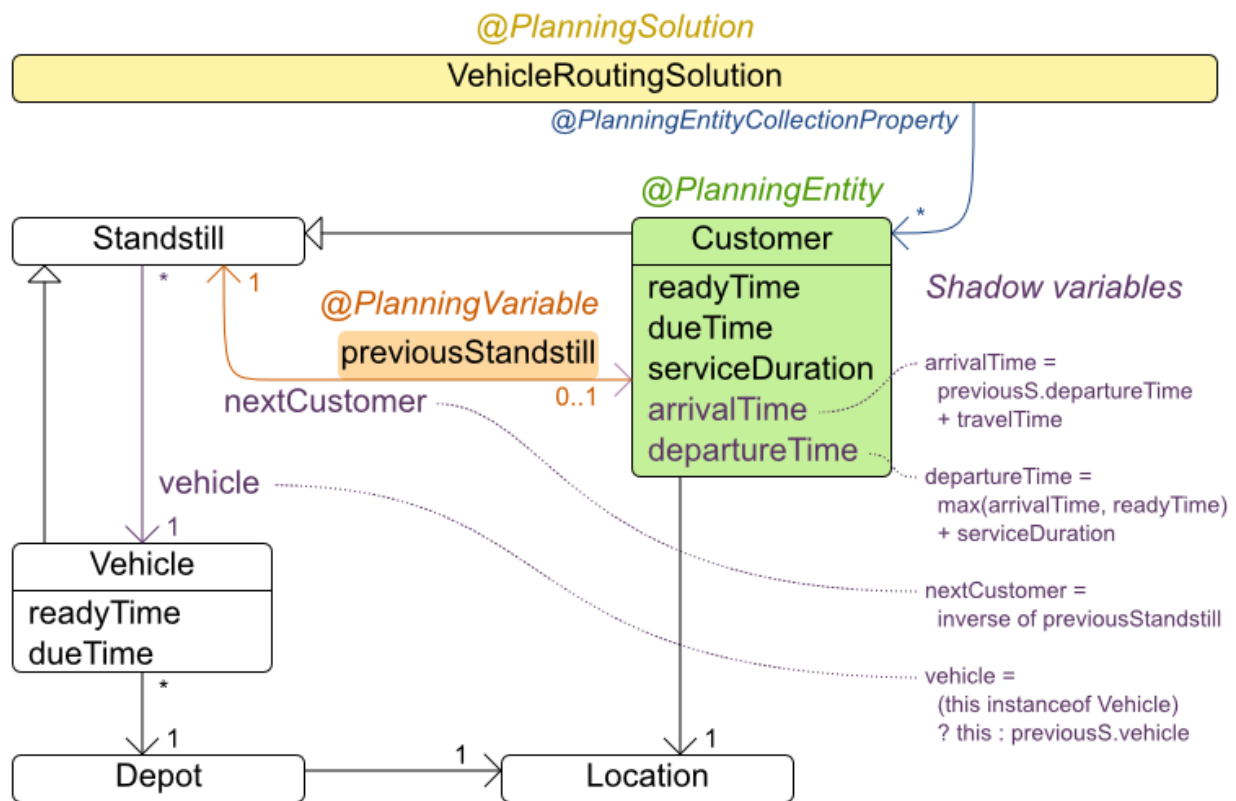 @PlanningSolution
VehicleRoutingSolution
@PlanningEntityCollectionProperty
@PlanningEntity
*
Standstill
Customer
*
1
@PlanningVariable
previousStandstill
0..1
nextCustomer
readyTime
dueTime
serviceDuration
arrivalTime
departureTime
Shadow variables
arrivalTime =
previousS.departureTime
+ travelTime
departureTime =
max(arrivalTime, readyTime)
+ serviceDuration
nextCustomer =
inverse of previousStandstill
vehicle =
(this instanceof Vehicle)
? this : previousS.vehicle
vehicle
1
Vehicle
readyTime
dueTime
*
1
1
1
Depot
Location